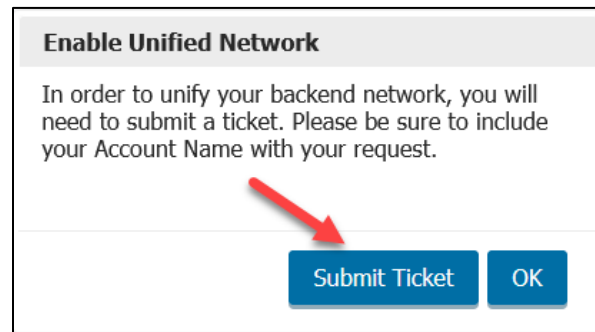 Enable Unified Network
In order to unify your backend network, you will
need to submit a ticket. Please be sure to include
your Account Name with your request.
Submit Ticket OK